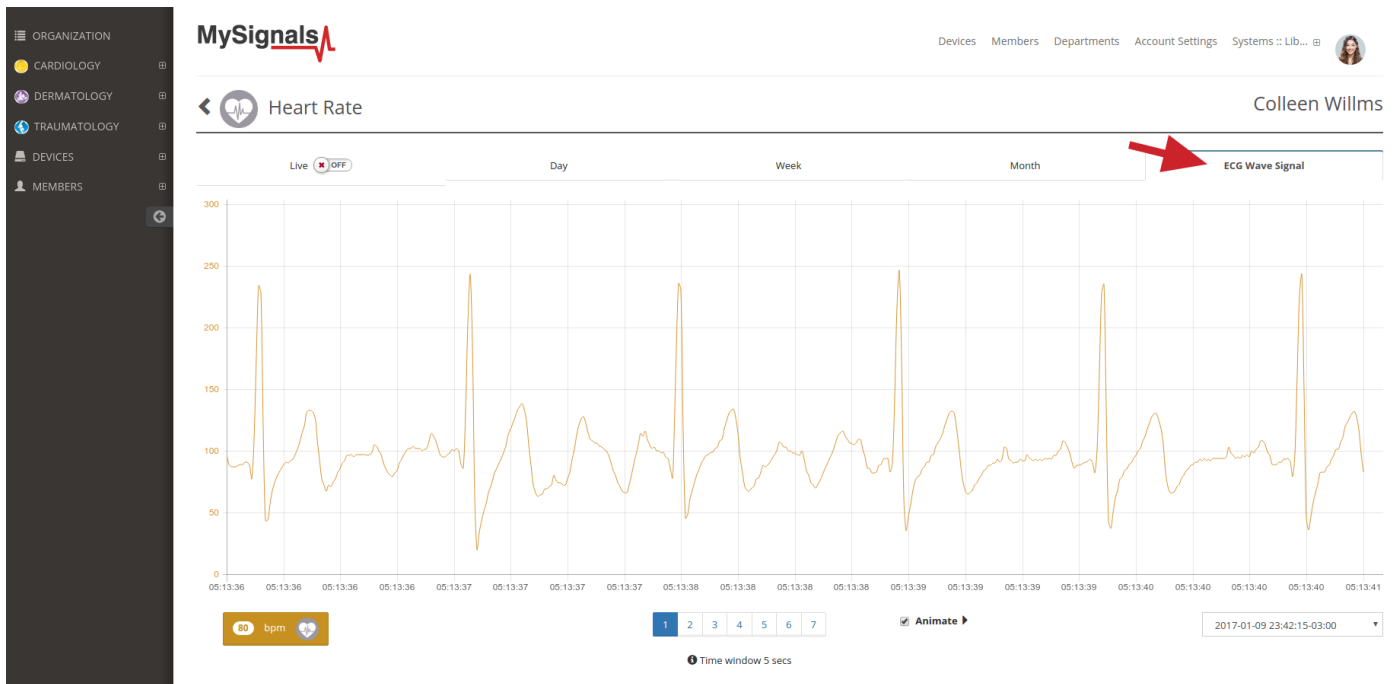 ORGANIZATION
CARDIOLOGY
DERMATOLOGY
TRAUMATOLOGY
DEVICES
MEMBERS
MySignals
Devices Members Departments Account Settings Systems :: Lib...
Heart Rate
Colleen Willms
Live OFF Day Week Month ECG Wave Signal
300
250
200
150
100
50
0
05:13:36 05:13:36 05:13:36 05:13:36 05:13:37 05:13:37 05:13:37 05:13:37 05:13:38 05:13:38 05:13:38 05:13:38 05:13:39 05:13:39 05:13:39 05:13:39 05:13:40 05:13:40 05:13:40 05:13:40 05:13:41
80 bpm
1 2 3 4 5 6 7
Animate
2017-01-09 23:42:15-03:00
Time window 5 secs